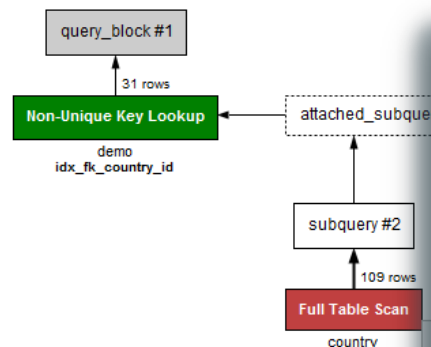 query_block #1
31 rows
Non-Unique Key Lookup
attached_subque
demo
idx_fk_country_id
subquery #2
109 rows
Full Table Scan
country